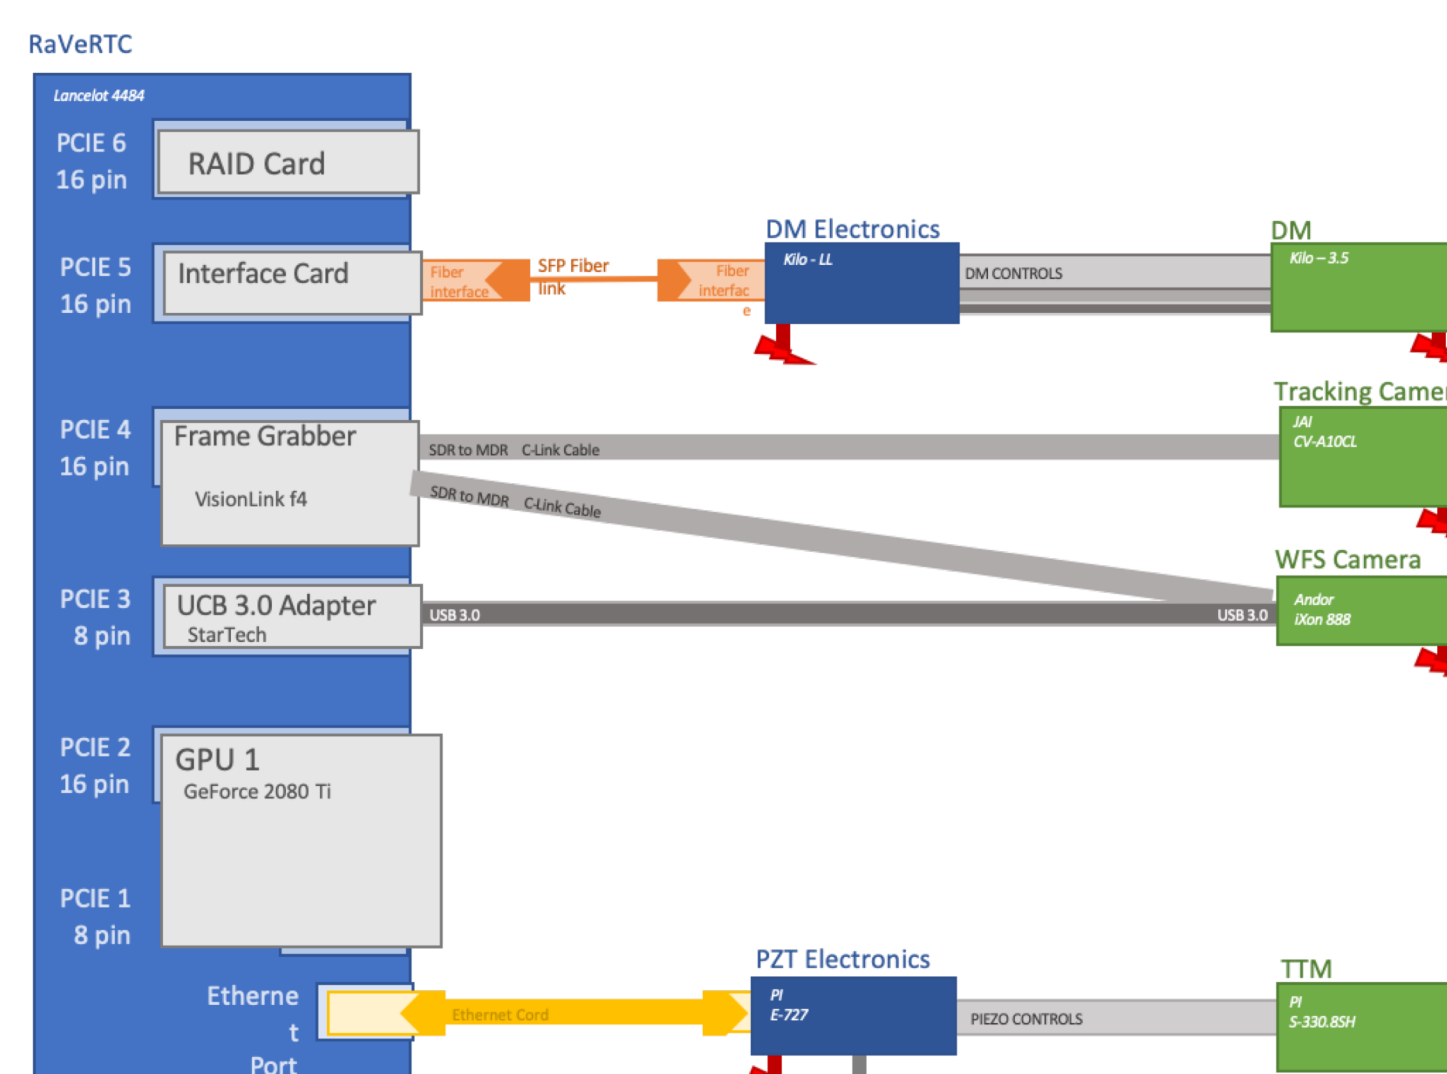 RaVeRTC
Lancelot 4484
PCIE 6
16 pin
RAID Card
PCIE 5
16 pin
Interface Card
Fiber
interface
SFP Fiber
link
Fiber
interfac
e
DM Electronics
Kilo - LL
DM CONTROLS
DM
Kilo – 3.5
PCIE 4
16 pin
Frame Grabber
VisionLink f4
SDR to MDR C-Link Cable
SDR to MDR C-Link Cable
Tracking Camer
JAI
CV-A10CL
WFS Camera
Andor
iXon 888
PCIE 3
8 pin
UCB 3.0 Adapter
StarTech
USB 3.0
USB 3.0
PCIE 2
16 pin
GPU 1
GeForce 2080 Ti
PCIE 1
8 pin
Etherne
t
Port
Ethernet Cord
PZT Electronics
PI
E-727
PIEZO CONTROLS
TTM
PI
S-330.8SH